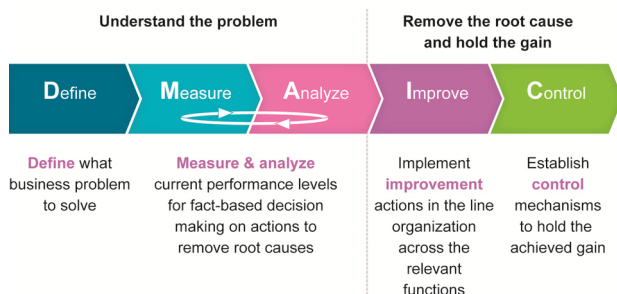 Understand the problem
Remove the root cause
and hold the gain
Define
Measure
Analyze
Improve
Control
Define what
business problem
to solve
Measure & analyze
current performance levels
for fact-based decision
making on actions to
remove root causes
Implement
improvement
actions in the line
organization
across the
relevant
functions
Establish
control
mechanisms
to hold the
achieved gain